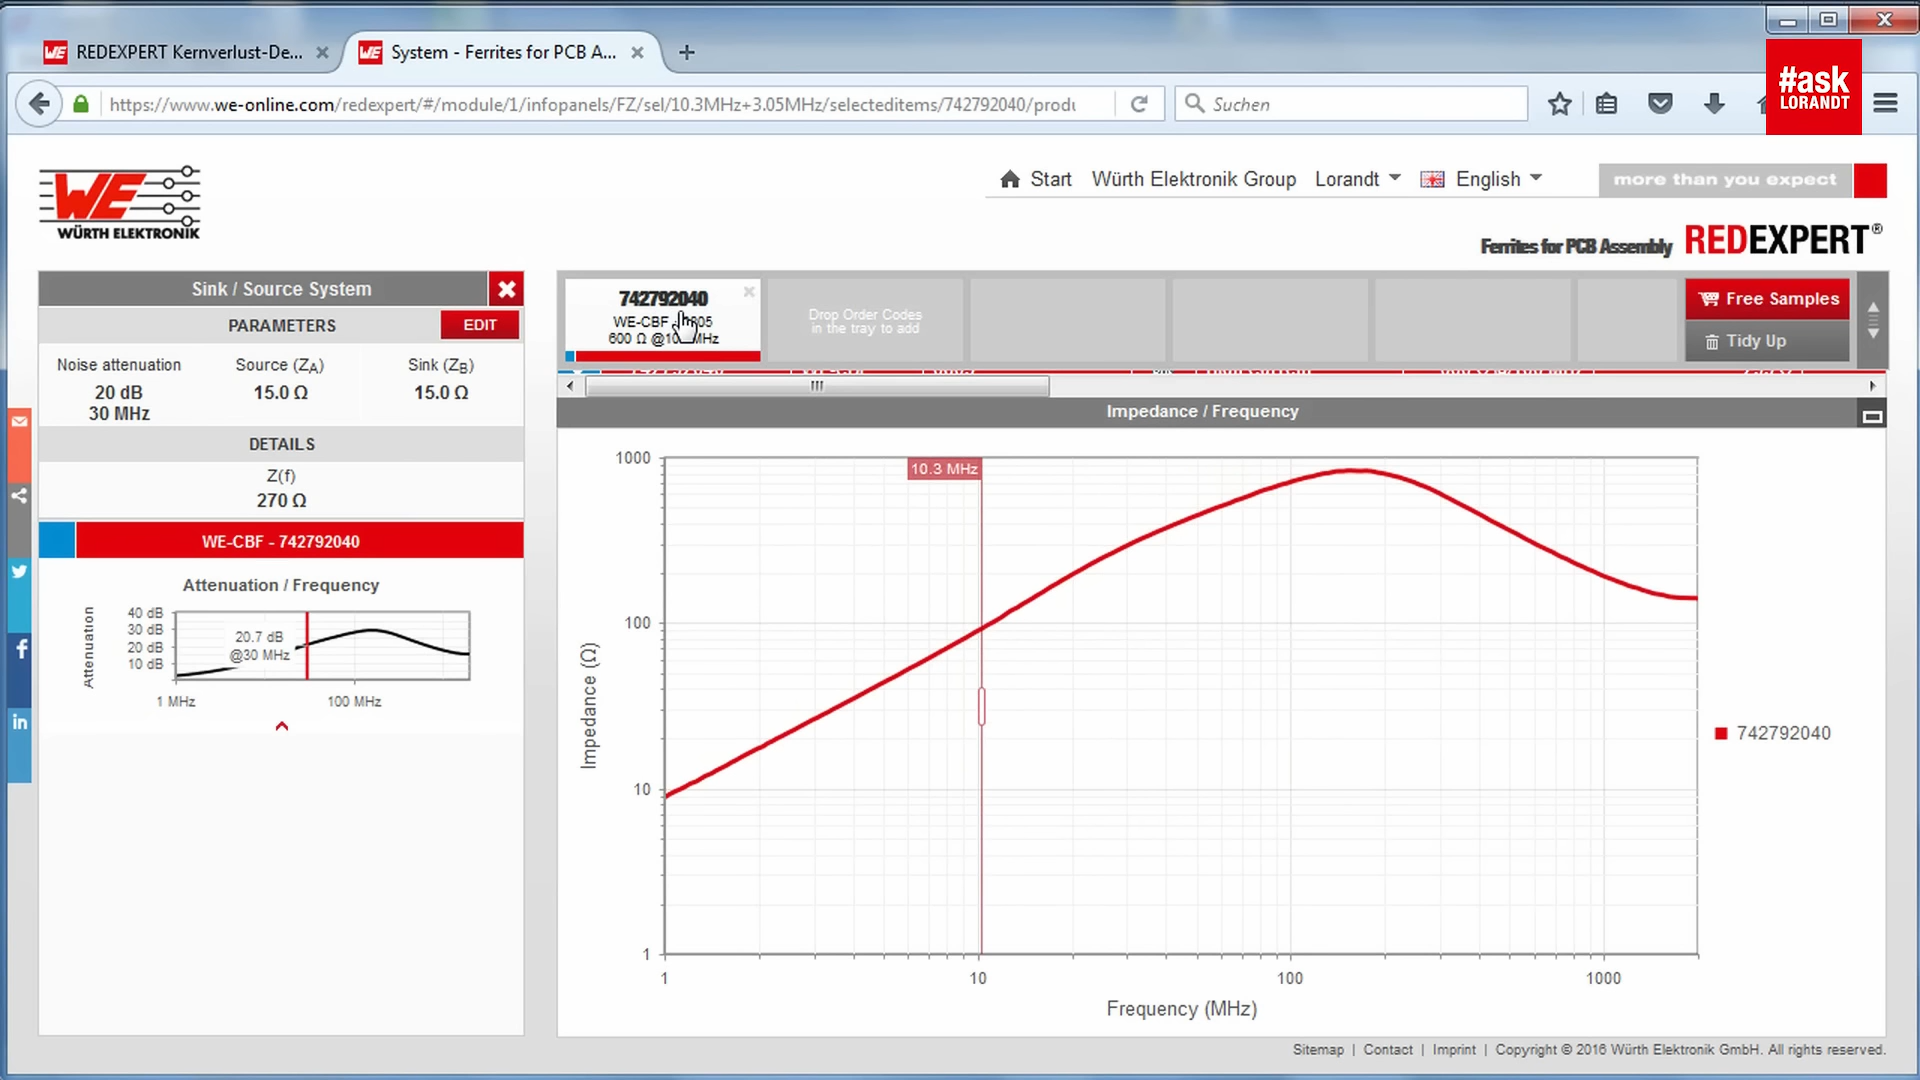 REDEXPERT Kernverlust-De...
System - Ferrites for PCB A...
#ask
LORANDT
https://www.we-online.com/redexpert/#/module/1/infopanels/FZ/sel/10.3MHz+3.05MHz/selecteditems/742792040/produ
Suchen
WE
WÜRTH ELEKTRONIK
Start
Würth Elektronik Group
Lorandt
English
more than you expect
Ferrites for PCB Assembly REDEXPERT®
Sink / Source System
PARAMETERS
EDIT
Noise attenuation
Source (ZA)
Sink (ZB)
20 dB
30 MHz
15.0 Ω
15.0 Ω
DETAILS
Z(f)
270 Ω
WE-CBF - 742792040
Attenuation / Frequency
Attenuation
40 dB
30 dB
20 dB
10 dB
20.7 dB
@30 MHz
1 MHz
100 MHz
742792040
WE-CBF
600 Ω
Drop Order Codes
in the tray to add
Free Samples
Tidy Up
Impedance / Frequency
10.3 MHz
Impedance (Ω)
1000
100
10
1
1
10
100
1000
Frequency (MHz)
742792040
Sitemap | Contact | Imprint | Copyright © 2016 Würth Elektronik GmbH. All rights reserved.